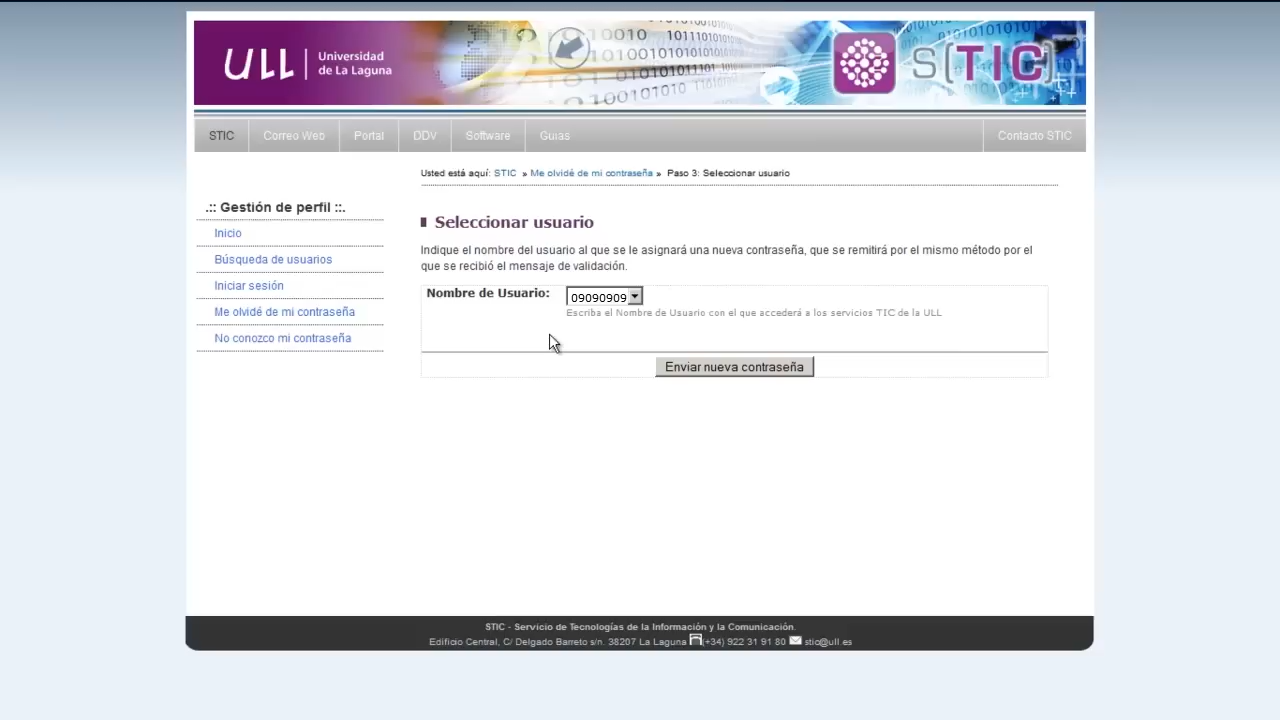 ULL Universidad
de La Laguna
S[TIC]
STIC Correo Web Portal DDV Software Guias Contacto STIC
Usted está aquí: STIC » Me olvidé de mi contraseña » Paso 3: Seleccionar usuario
.:: Gestión de perfil ::.
Inicio
Búsqueda de usuarios
Iniciar sesión
Me olvidé de mi contraseña
No conozco mi contraseña
Seleccionar usuario
Indique el nombre del usuario al que se le asignará una nueva contraseña, que se remitirá por el mismo método por el
que se recibió el mensaje de validación.
Nombre de Usuario: 09090909
Escriba el Nombre de Usuario con el que accederá a los servicios TIC de la ULL
Enviar nueva contraseña
STIC - Servicio de Tecnologías de la Información y la Comunicación.
Edificio Central, C/ Delgado Barreto s/n. 38207 La Laguna (+34) 922 31 91 80 stic@ull.es